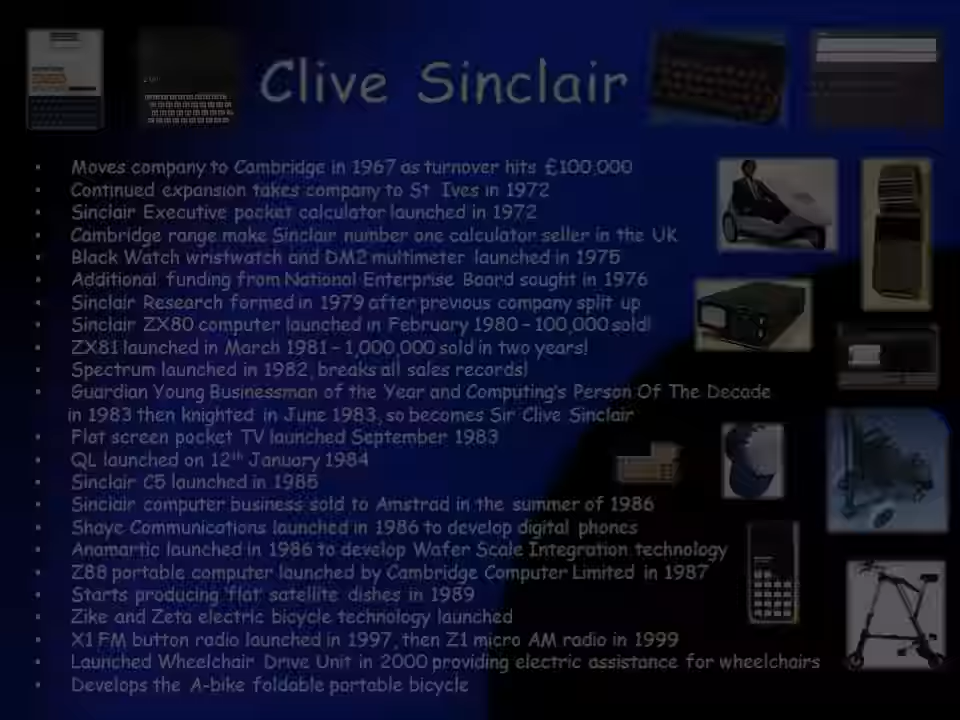 Clive Sinclair
• Moves company to Cambridge in 1967 as turnover hits £100,000
• Continued expansion takes company to St Ives in 1972
• Sinclair Executive pocket calculator launched in 1972
• Cambridge range make Sinclair number one calculator seller in the UK
• Black Watch wristwatch and DM2 multimeter launched in 1975
• Additional funding from National Enterprise Board sought in 1976
• Sinclair Research formed in 1979 after previous company split up
• Sinclair ZX80 computer launched in February 1980 – 100,000 sold!
• ZX81 launched in March 1981 – 1,000,000 sold in two years!
• Spectrum launched in 1982, breaks all sales records!
• Guardian Young Businessman of the Year and Computing's Person Of The Decade
in 1983 then knighted in June 1983, so becomes Sir Clive Sinclair
• Flat screen pocket TV launched September 1983
• QL launched on 12th January 1984
• Sinclair C5 launched in 1985
• Sinclair computer business sold to Amstrad in the summer of 1986
• Shaye Communications launched in 1986 to develop digital phones
• Anamartic launched in 1986 to develop Wafer Scale Integration technology
• Z88 portable computer launched by Cambridge Computer Limited in 1987
• Starts producing flat satellite dishes in 1989
• Zike and Zeta electric bicycle technology launched
• X1 FM button radio launched in 1997, then Z1 micro AM radio in 1999
• Launched Wheelchair Drive Unit in 2000 providing electric assistance for wheelchairs
• Develops the A-bike foldable portable bicycle